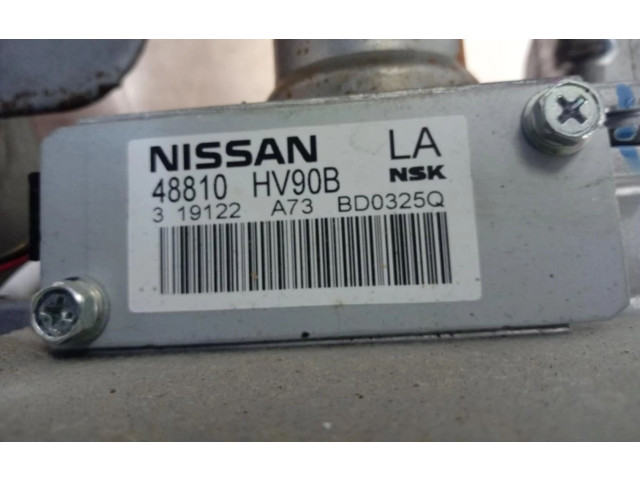 NISSAN LA
48810 HV90B NSK
3 19122 A73 BD0325Q